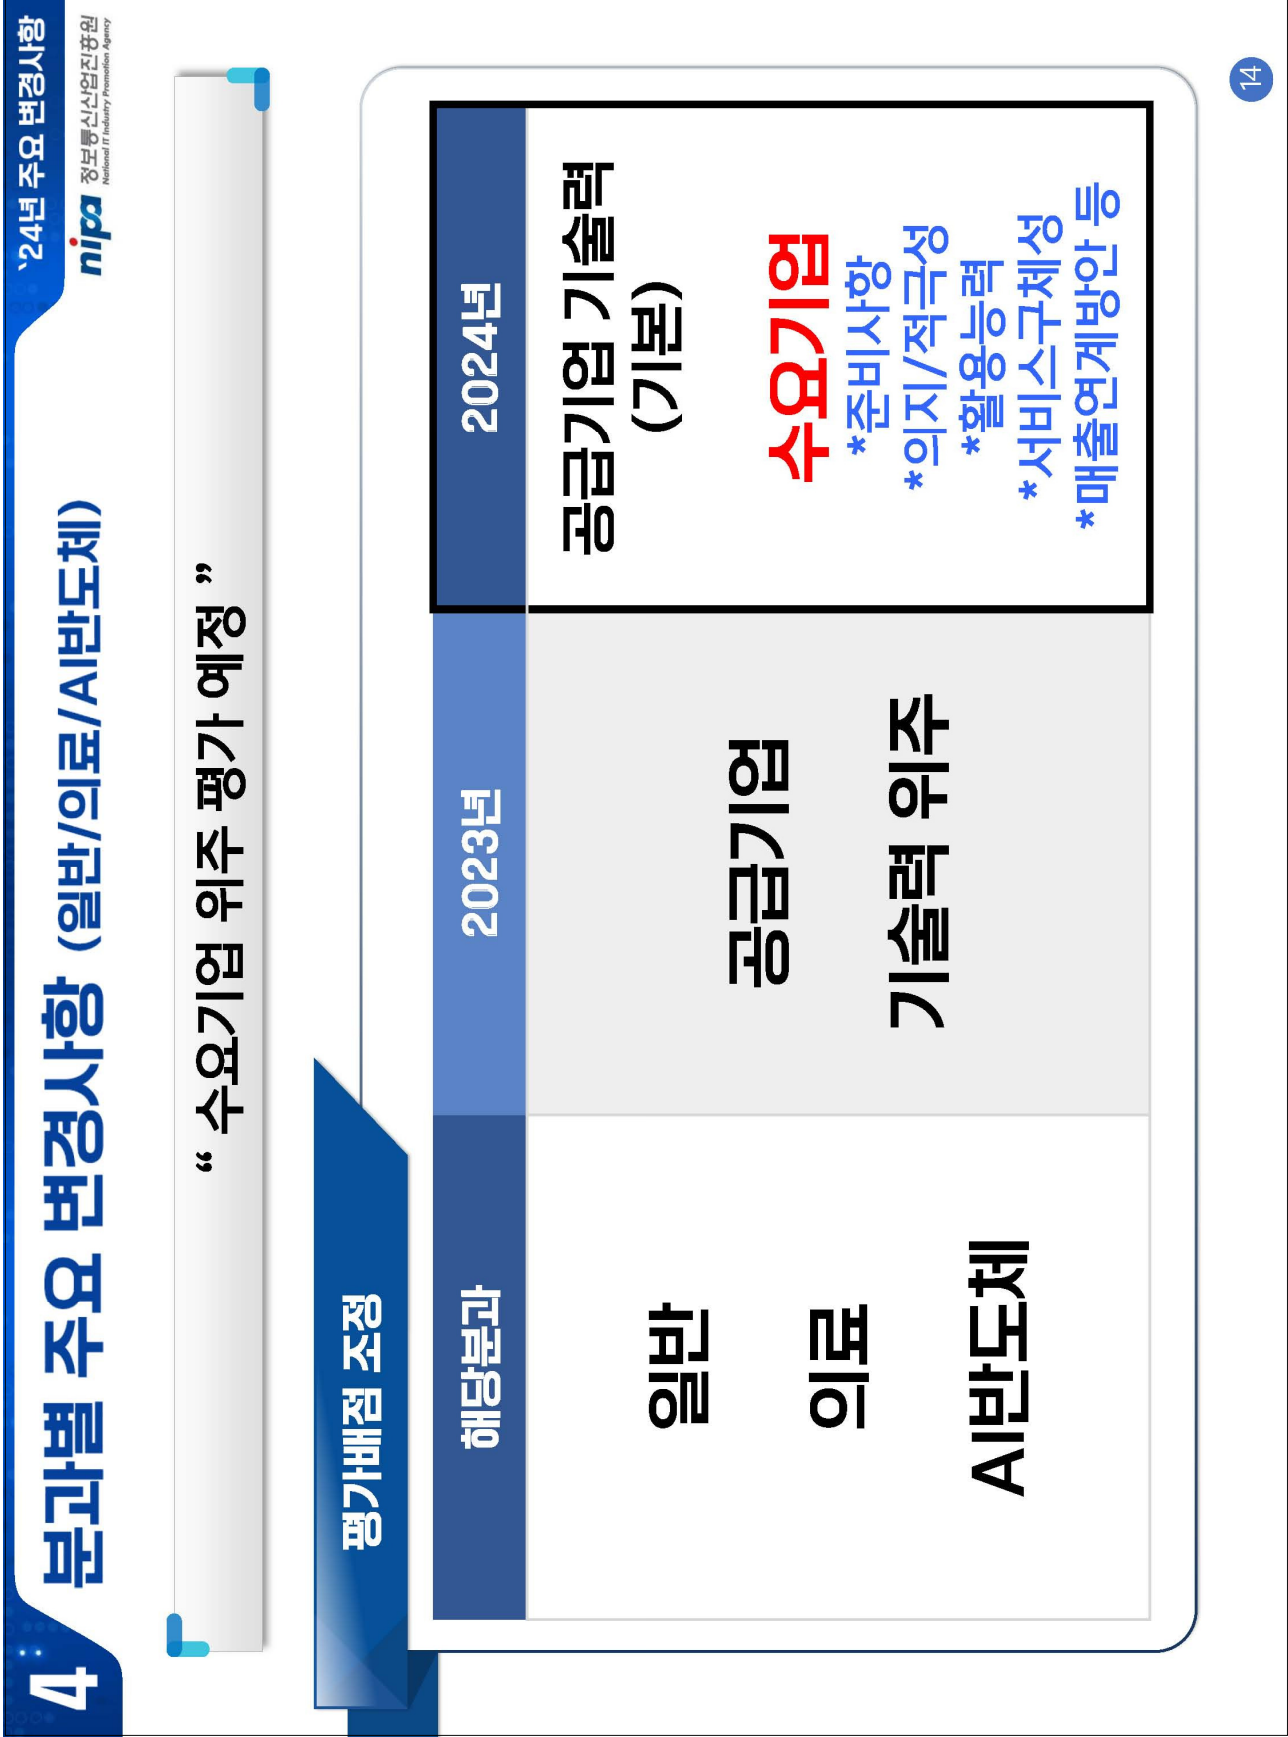 4
분과별 주요 변경사항 (일반/의료/AI반도체)
`24년 주요 변경사항
nipa 정보통신산업진흥원
National IT Industry Promotion Agency
“ 수요기업 위주 평가 예정 ”
평가배점 조정
해당분과
2023년
2024년
일반
의료
AI반도체
공급기업
기술력 위주
공급기업 기술력
(기본)
수요기업
*준비사항
*의지/적극성
*활용능력
*서비스구체성
*매출연계방안 등
14